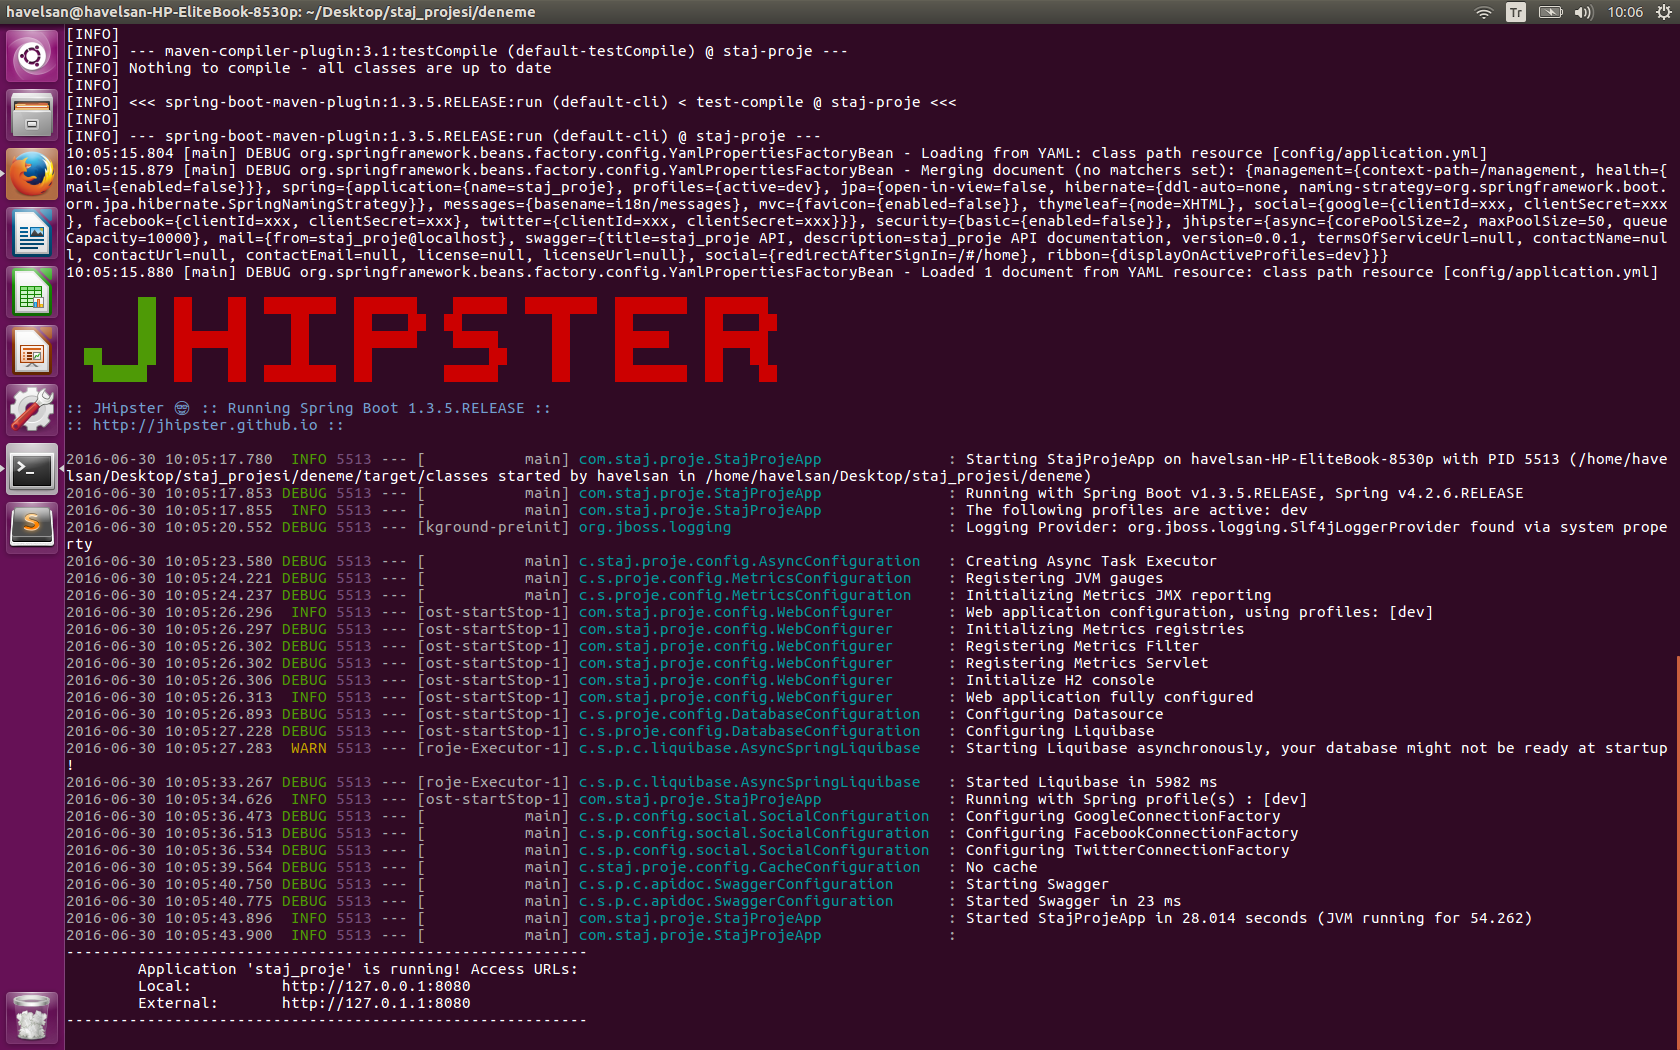 havelsan@havelsan-HP-EliteBook-8530p: ~/Desktop/staj_projesi/deneme
Tr
10:06
[INFO]
[INFO] --- maven-compiler-plugin:3.1:testCompile (default-testCompile) @ staj-proje ---
[INFO] Nothing to compile - all classes are up to date
[INFO]
[INFO] <<< spring-boot-maven-plugin:1.3.5.RELEASE:run (default-cli) < test-compile @ staj-proje <<<
[INFO]
[INFO] --- spring-boot-maven-plugin:1.3.5.RELEASE:run (default-cli) @ staj-proje ---
10:05:15.804 [main] DEBUG org.springframework.beans.factory.config.YamlPropertiesFactoryBean - Loading from YAML: class path resource [config/application.yml]
10:05:15.879 [main] DEBUG org.springframework.beans.factory.config.YamlPropertiesFactoryBean - Merging document (no matchers set): {management={context-path=/management, health={
mail={enabled=false}}}, spring={application={name=staj_proje}, profiles={active=dev}, jpa={open-in-view=false, hibernate={ddl-auto=none, naming-strategy=org.springframework.boot.
orm.jpa.hibernate.SpringNamingStrategy}}, messages={basename=i18n/messages}, mvc={favicon={enabled=false}}, thymeleaf={mode=XHTML}, social={google={clientId=xxx, clientSecret=xxx
}, facebook={clientId=xxx, clientSecret=xxx}, twitter={clientId=xxx, clientSecret=xxx}}}, security={basic={enabled=false}}, jhipster={async={corePoolSize=2, maxPoolSize=50, queue
Capacity=10000}, mail={from=staj_proje@localhost}, swagger={title=staj_proje API, description=staj_proje API documentation, version=0.0.1, termsOfServiceUrl=null, contactName=nul
l, contactUrl=null, contactEmail=null, license=null, licenseUrl=null}, social={redirectAfterSignIn=/#/home}, ribbon={displayOnActiveProfiles=dev}}}
10:05:15.880 [main] DEBUG org.springframework.beans.factory.config.YamlPropertiesFactoryBean - Loaded 1 document from YAML resource: class path resource [config/application.yml]
JHIPSTER
:: JHipster 🤓 :: Running Spring Boot 1.3.5.RELEASE ::
:: http://jhipster.github.io ::
2016-06-30 10:05:17.780  INFO 5513 --- [           main] com.staj.proje.StajProjeApp              : Starting StajProjeApp on havelsan-HP-EliteBook-8530p with PID 5513 (/home/have
lsan/Desktop/staj_projesi/deneme/target/classes started by havelsan in /home/havelsan/Desktop/staj_projesi/deneme)
2016-06-30 10:05:17.853 DEBUG 5513 --- [           main] com.staj.proje.StajProjeApp              : Running with Spring Boot v1.3.5.RELEASE, Spring v4.2.6.RELEASE
2016-06-30 10:05:17.855  INFO 5513 --- [           main] com.staj.proje.StajProjeApp              : The following profiles are active: dev
2016-06-30 10:05:20.552 DEBUG 5513 --- [kground-preinit] org.jboss.logging                        : Logging Provider: org.jboss.logging.Slf4jLoggerProvider found via system prope
rty
2016-06-30 10:05:23.580 DEBUG 5513 --- [           main] c.staj.proje.config.AsyncConfiguration   : Creating Async Task Executor
2016-06-30 10:05:24.221 DEBUG 5513 --- [           main] c.s.proje.config.MetricsConfiguration    : Registering JVM gauges
2016-06-30 10:05:24.237 DEBUG 5513 --- [           main] c.s.proje.config.MetricsConfiguration    : Initializing Metrics JMX reporting
2016-06-30 10:05:26.296  INFO 5513 --- [ost-startStop-1] com.staj.proje.config.WebConfigurer      : Web application configuration, using profiles: [dev]
2016-06-30 10:05:26.297 DEBUG 5513 --- [ost-startStop-1] com.staj.proje.config.WebConfigurer      : Initializing Metrics registries
2016-06-30 10:05:26.302 DEBUG 5513 --- [ost-startStop-1] com.staj.proje.config.WebConfigurer      : Registering Metrics Filter
2016-06-30 10:05:26.302 DEBUG 5513 --- [ost-startStop-1] com.staj.proje.config.WebConfigurer      : Registering Metrics Servlet
2016-06-30 10:05:26.306 DEBUG 5513 --- [ost-startStop-1] com.staj.proje.config.WebConfigurer      : Initialize H2 console
2016-06-30 10:05:26.313  INFO 5513 --- [ost-startStop-1] com.staj.proje.config.WebConfigurer      : Web application fully configured
2016-06-30 10:05:26.893 DEBUG 5513 --- [ost-startStop-1] c.s.proje.config.DatabaseConfiguration   : Configuring Datasource
2016-06-30 10:05:27.228 DEBUG 5513 --- [ost-startStop-1] c.s.proje.config.DatabaseConfiguration   : Configuring Liquibase
2016-06-30 10:05:27.283  WARN 5513 --- [roje-Executor-1] c.s.p.c.liquibase.AsyncSpringLiquibase   : Starting Liquibase asynchronously, your database might not be ready at startup
!
2016-06-30 10:05:33.267 DEBUG 5513 --- [roje-Executor-1] c.s.p.c.liquibase.AsyncSpringLiquibase   : Started Liquibase in 5982 ms
2016-06-30 10:05:34.626  INFO 5513 --- [ost-startStop-1] com.staj.proje.StajProjeApp              : Running with Spring profile(s) : [dev]
2016-06-30 10:05:36.473 DEBUG 5513 --- [           main] c.s.p.config.social.SocialConfiguration  : Configuring GoogleConnectionFactory
2016-06-30 10:05:36.513 DEBUG 5513 --- [           main] c.s.p.config.social.SocialConfiguration  : Configuring FacebookConnectionFactory
2016-06-30 10:05:36.534 DEBUG 5513 --- [           main] c.s.p.config.social.SocialConfiguration  : Configuring TwitterConnectionFactory
2016-06-30 10:05:39.564 DEBUG 5513 --- [           main] c.staj.proje.config.CacheConfiguration   : No cache
2016-06-30 10:05:40.750 DEBUG 5513 --- [           main] c.s.p.c.apidoc.SwaggerConfiguration      : Starting Swagger
2016-06-30 10:05:40.775 DEBUG 5513 --- [           main] c.s.p.c.apidoc.SwaggerConfiguration      : Started Swagger in 23 ms
2016-06-30 10:05:43.896  INFO 5513 --- [           main] com.staj.proje.StajProjeApp              : Started StajProjeApp in 28.014 seconds (JVM running for 54.262)
2016-06-30 10:05:43.900  INFO 5513 --- [           main] com.staj.proje.StajProjeApp              :
----------------------------------------------------------
Application 'staj_proje' is running! Access URLs:
Local:          http://127.0.0.1:8080
External:       http://127.0.1.1:8080
----------------------------------------------------------